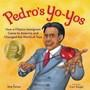 Pedro's Yo-Yos
How a Filipino Immigrant
Came to America and
Changed the World of Toys